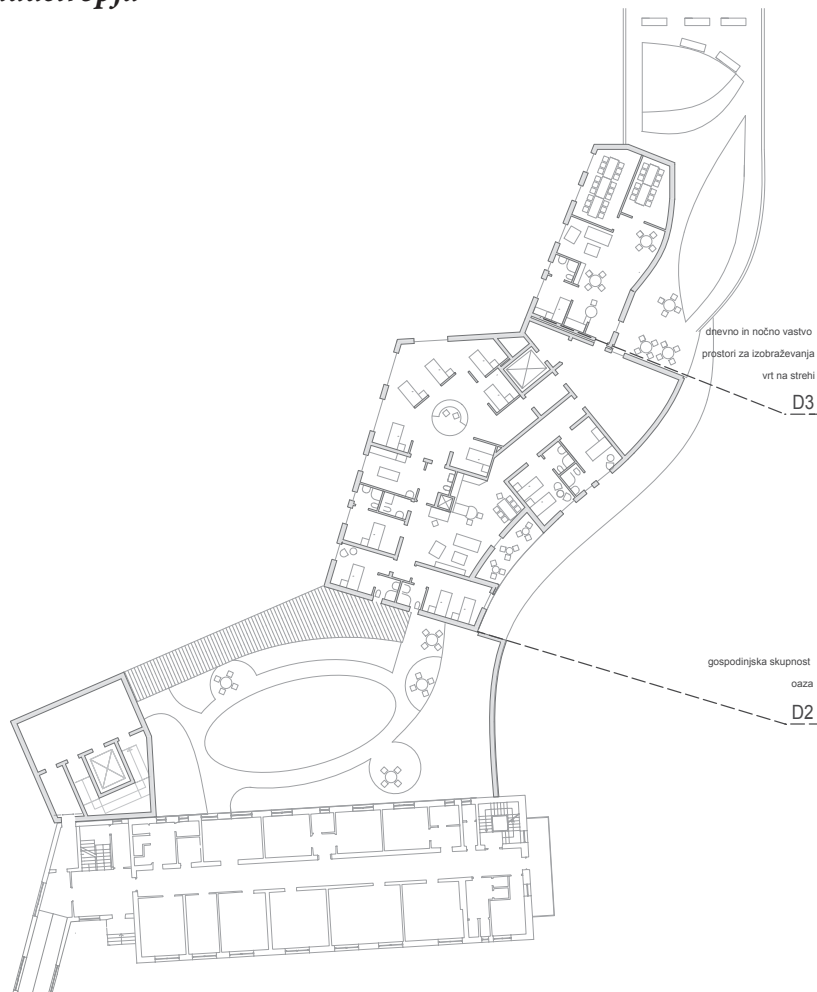 dnevno in nočno vastvo
prostori za izobraževanja
vrt na strehi
D3
gospodinjska skupnost
oaza
D2